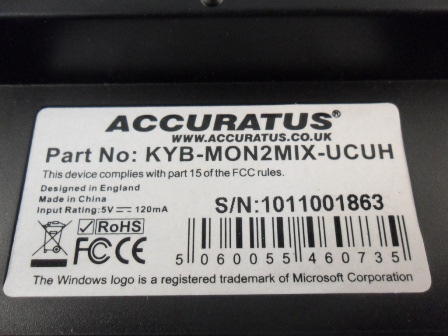 ACCURATUS®
WWW.ACCURATUS.CO.UK
Part No: KYB-MON2MIX-UCUH
This device complies with part 15 of the FCC rules.
Designed in England
Made in China
Input Rating:5V⎓ 120mA
S/N:1011001863
✓RoHS
FC CE
5 060055 460735
The Windows logo is a registered trademark of Microsoft Corporation